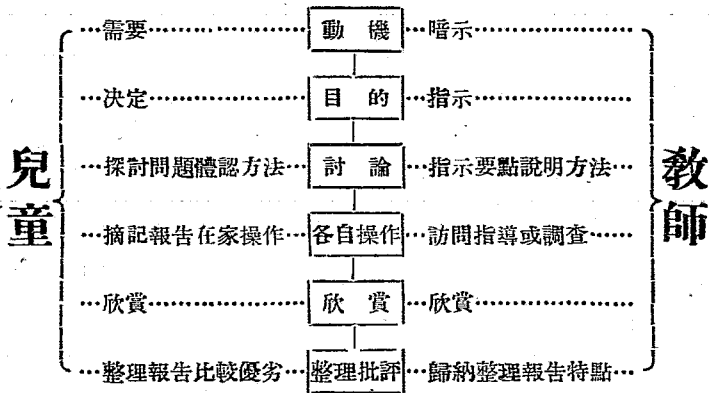 …需要……動機…暗示……
…決定……目的…指示……
兒童…探討問題體認方法…討論…指示要點說明方法…教師
…摘記報告在家操作…各自操作…訪問指導或調查……
…欣賞……欣賞…欣賞……
…整理報告比較優劣…整理批評…歸納整理報告特點…